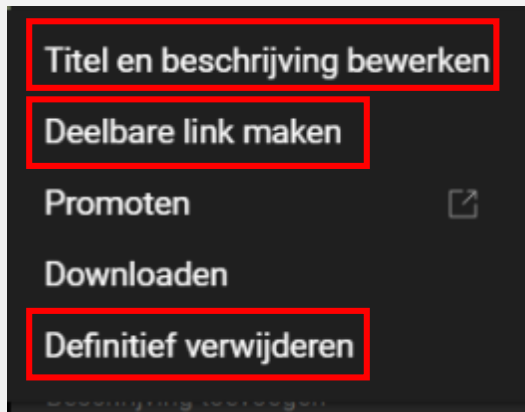 Titel en beschrijving bewerken
Deelbare link maken
Promoten
Downloaden
Definitief verwijderen